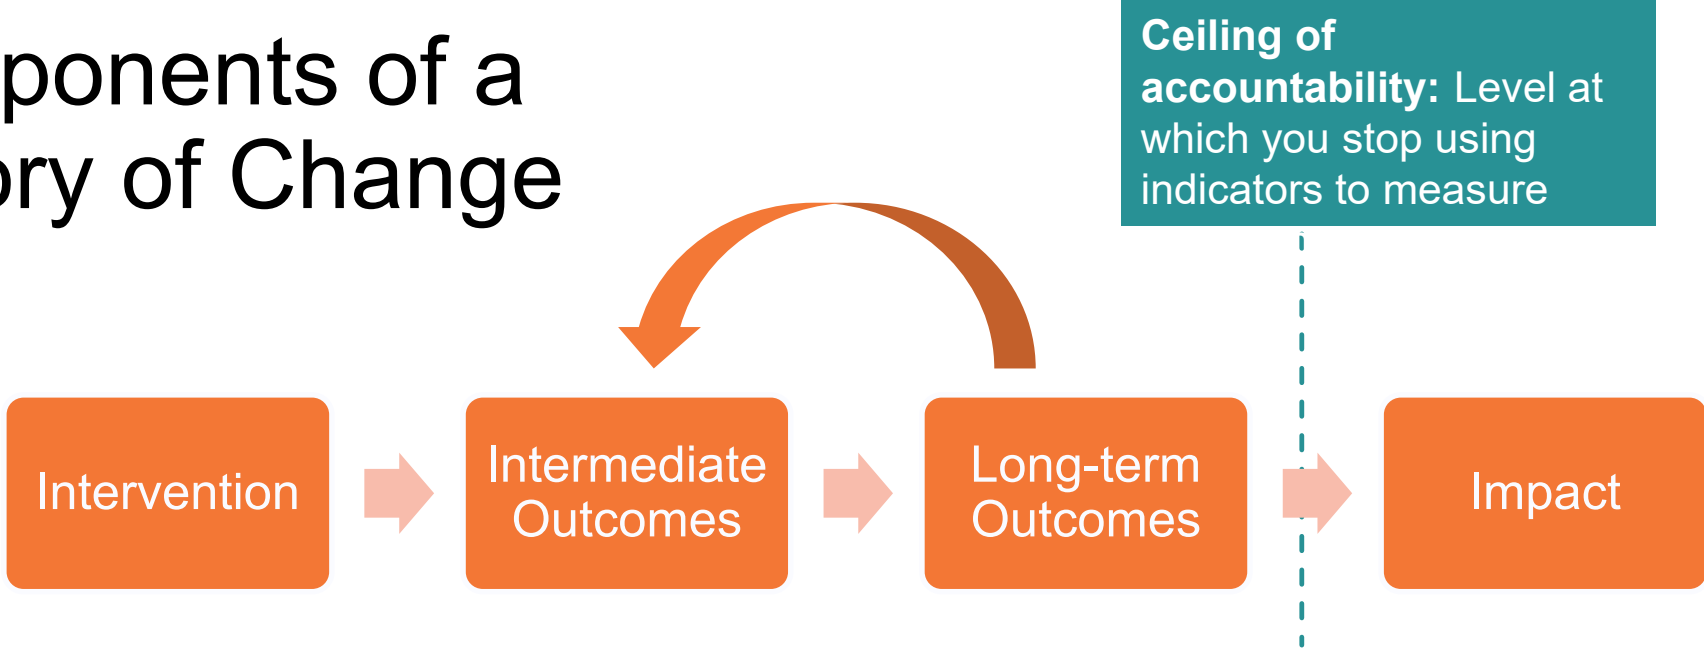 ponents of a
ory of Change
Ceiling of
accountability: Level at
which you stop using
indicators to measure
Intervention
Intermediate
Outcomes
Long-term
Outcomes
Impact